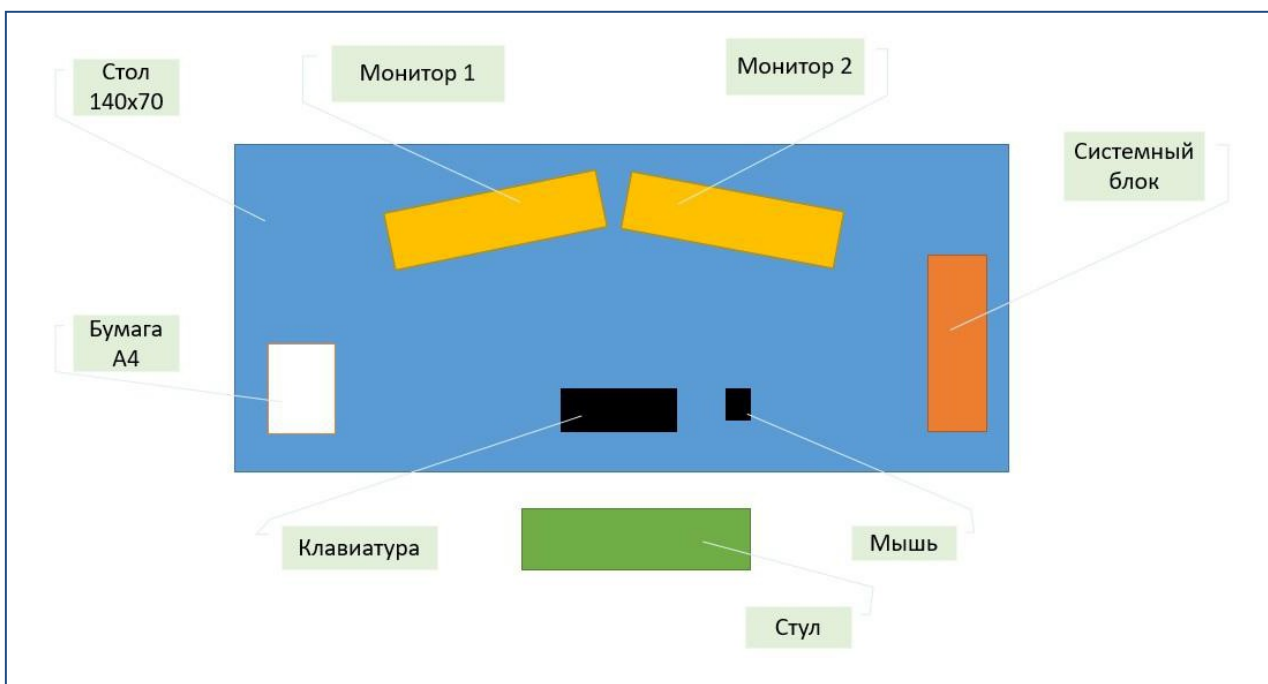 Стол
140х70
Монитор 1
Монитор 2
Системный
блок
Бумага
А4
Клавиатура
Мышь
Стул